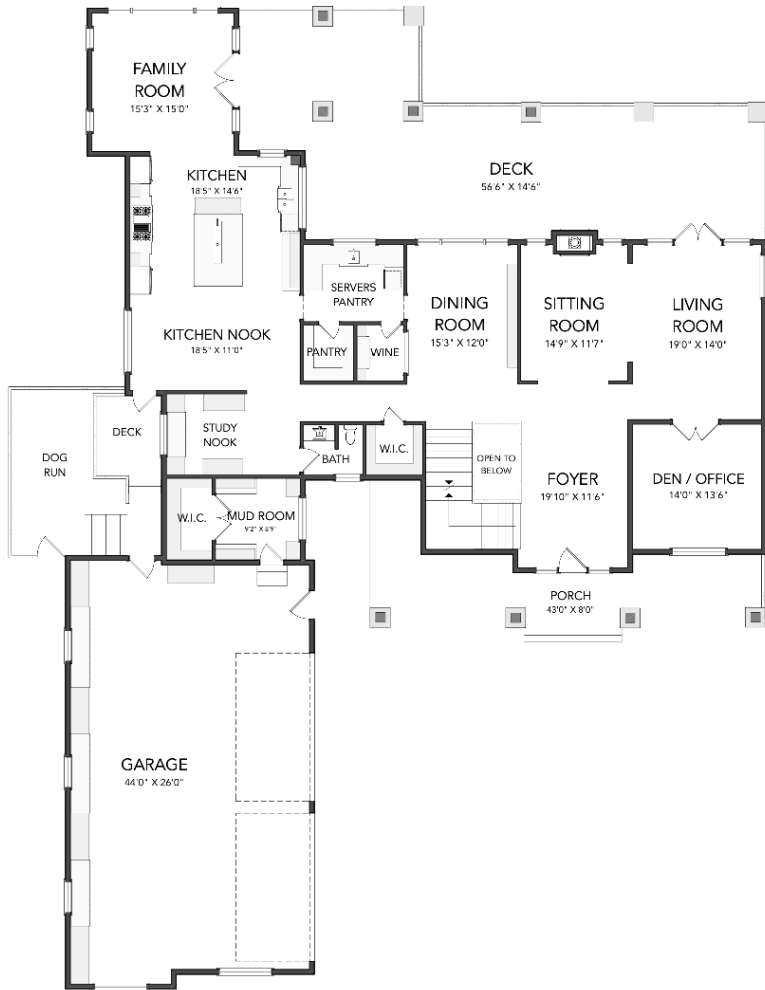 FAMILY
ROOM
15'3" X 15'0"
KITCHEN
18'5" X 14'6"
DECK
56'6" X 14'6"
SERVERS
PANTRY
DINING
ROOM
15'3" X 12'0"
SITTING
ROOM
14'9" X 11'7"
LIVING
ROOM
19'0" X 14'0"
KITCHEN NOOK
18'5" X 11'0"
PANTRY
WINE
DECK
STUDY
NOOK
DOG
RUN
BATH
W.I.C.
OPEN TO
BELOW
FOYER
19'10" X 11'6"
DEN / OFFICE
14'0" X 13'6"
W.I.C.
MUD ROOM
9'2" X 8'9"
PORCH
43'0" X 8'0"
GARAGE
44'0" X 26'0"